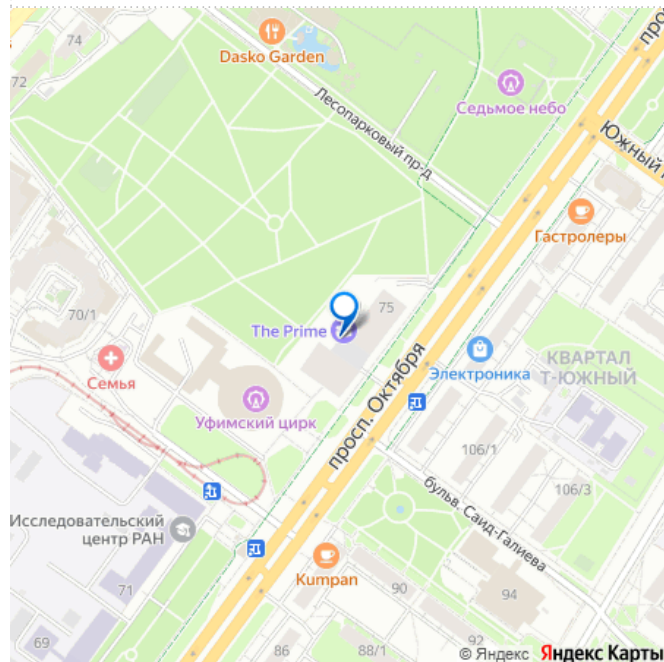 74
72
Dasko Garden
Седьмое небо
Лесопарковый пр-д
Гастролеры
75
The Prime
70/1
Семья
Уфимский цирк
просп. Октября
Электроника
КВАРТАЛ
Т-ЮЖНЫЙ
106/1
106/3
бульв. Саид-Галиева
Исследовательский
центр РАН
Kumpan
71
90
94
69
86
88/1
92
© Яндекс Яндекс Карты